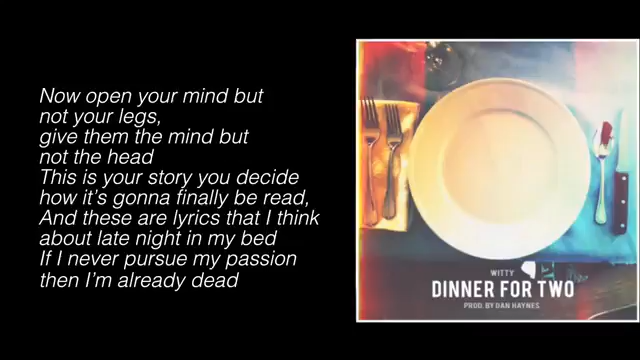 Now open your mind but
not your legs,
give them the mind but
not the head
This is your story you decide
how it's gonna finally be read,
And these are lyrics that I think
about late night in my bed
If I never pursue my passion
then I'm already dead
WITTY
DINNER FOR TWO
PROD. BY DAN HAYNES